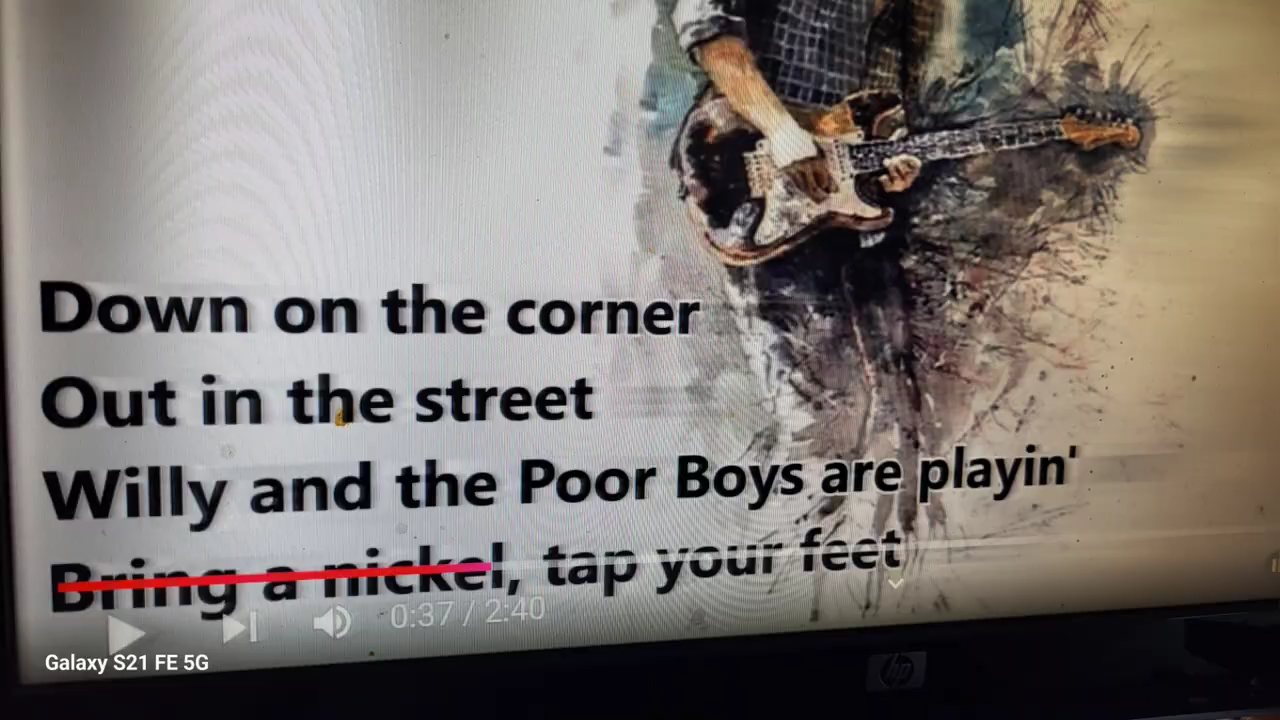 Down on the corner
Out in the street
Willy and the Poor Boys are playin'
Bring a nickel, tap your feet
0:37 / 2:40
Galaxy S21 FE 5G
hp